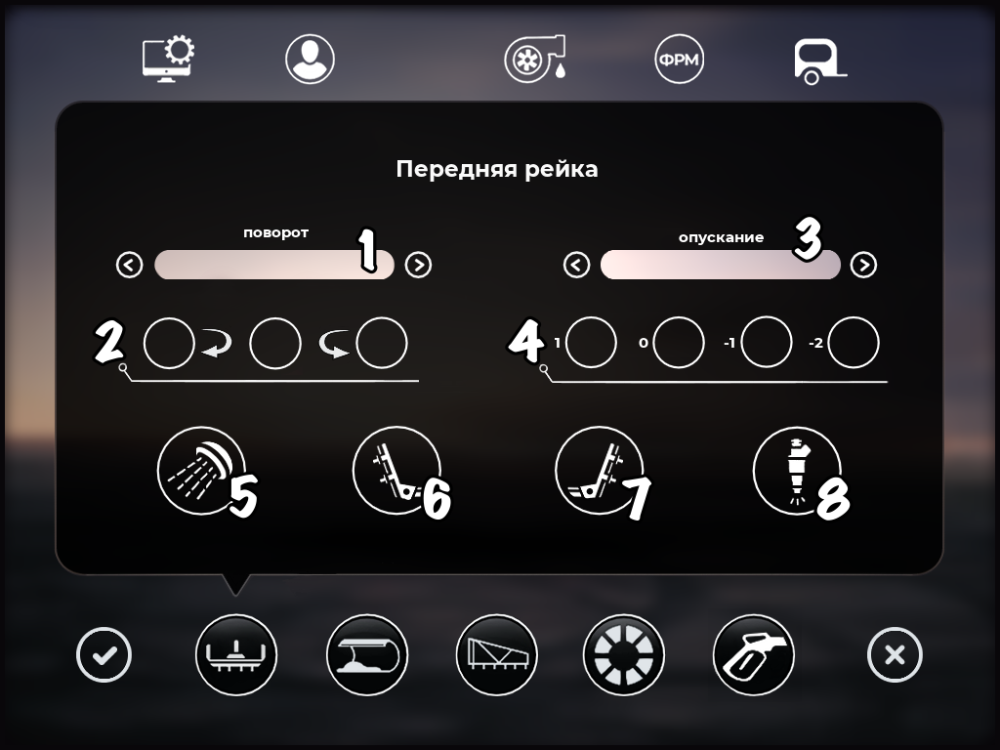 ФРМ
Передняя рейка
поворот 1
опускание 3
2
4 1 0 -1 -2
5 6 7 8